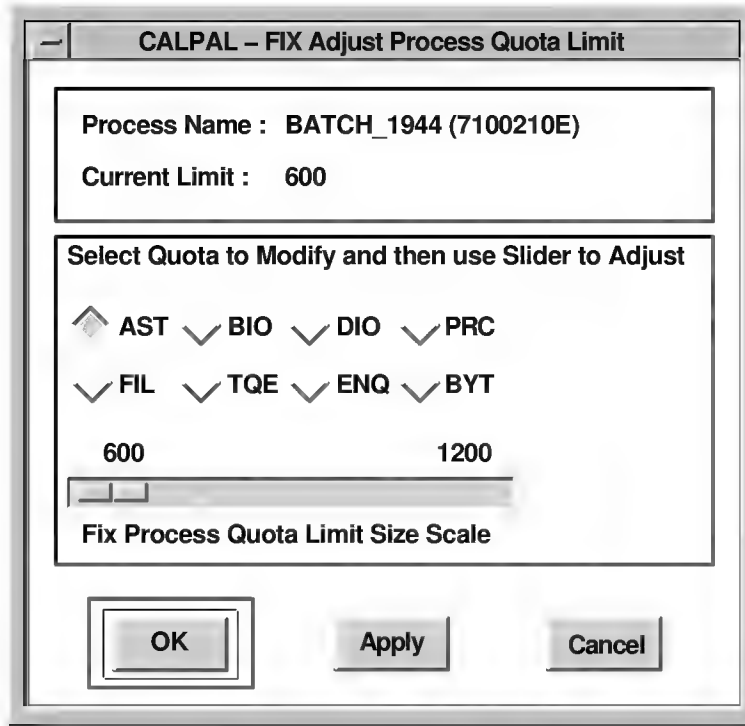 CALPAL – FIX Adjust Process Quota Limit
Process Name : BATCH_1944 (7100210E)
Current Limit : 600
Select Quota to Modify and then use Slider to Adjust
AST BIO DIO PRC
FIL TQE ENQ BYT
600 1200
Fix Process Quota Limit Size Scale
OK Apply Cancel